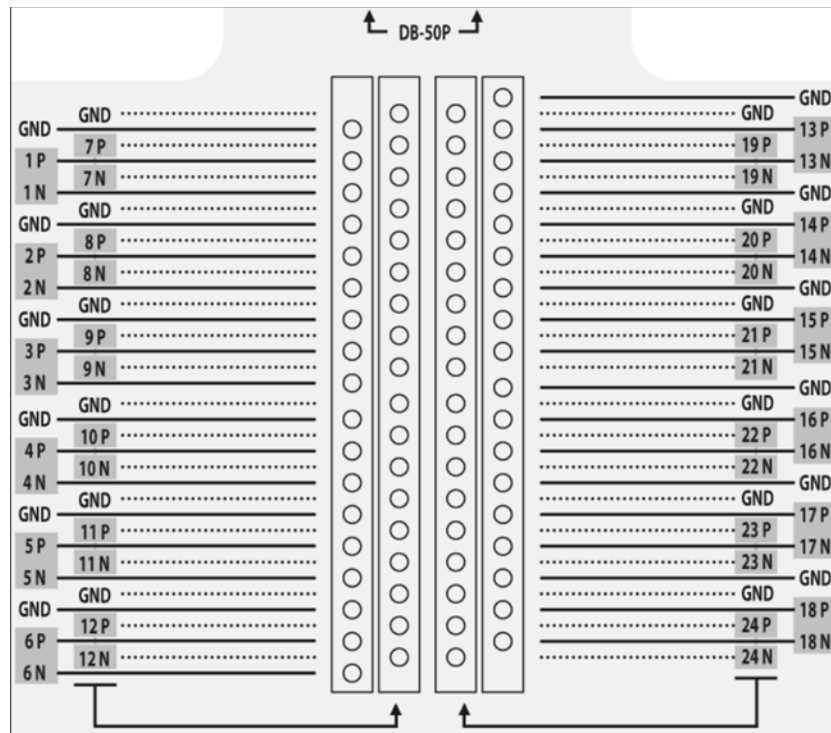 DB-50P
GND
GND
7 P
1 P
7 N
1 N
GND
GND
8 P
2 P
8 N
2 N
GND
GND
9 P
3 P
9 N
3 N
GND
GND
10 P
4 P
10 N
4 N
GND
GND
11 P
5 P
11 N
5 N
GND
GND
12 P
6 P
12 N
6 N
GND
GND
13 P
19 P
13 N
19 N
GND
GND
14 P
20 P
14 N
20 N
GND
GND
15 P
21 P
15 N
21 N
GND
GND
16 P
22 P
16 N
22 N
GND
GND
17 P
23 P
17 N
23 N
GND
GND
18 P
24 P
18 N
24 N